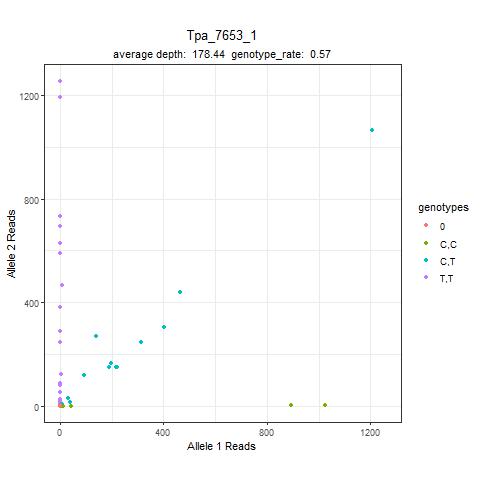 Tpa_7653_1
average depth:  178.44  genotype_rate:  0.57
Allele 2 Reads
1200
800
400
0
0
400
800
1200
Allele 1 Reads
genotypes
0
C,C
C,T
T,T